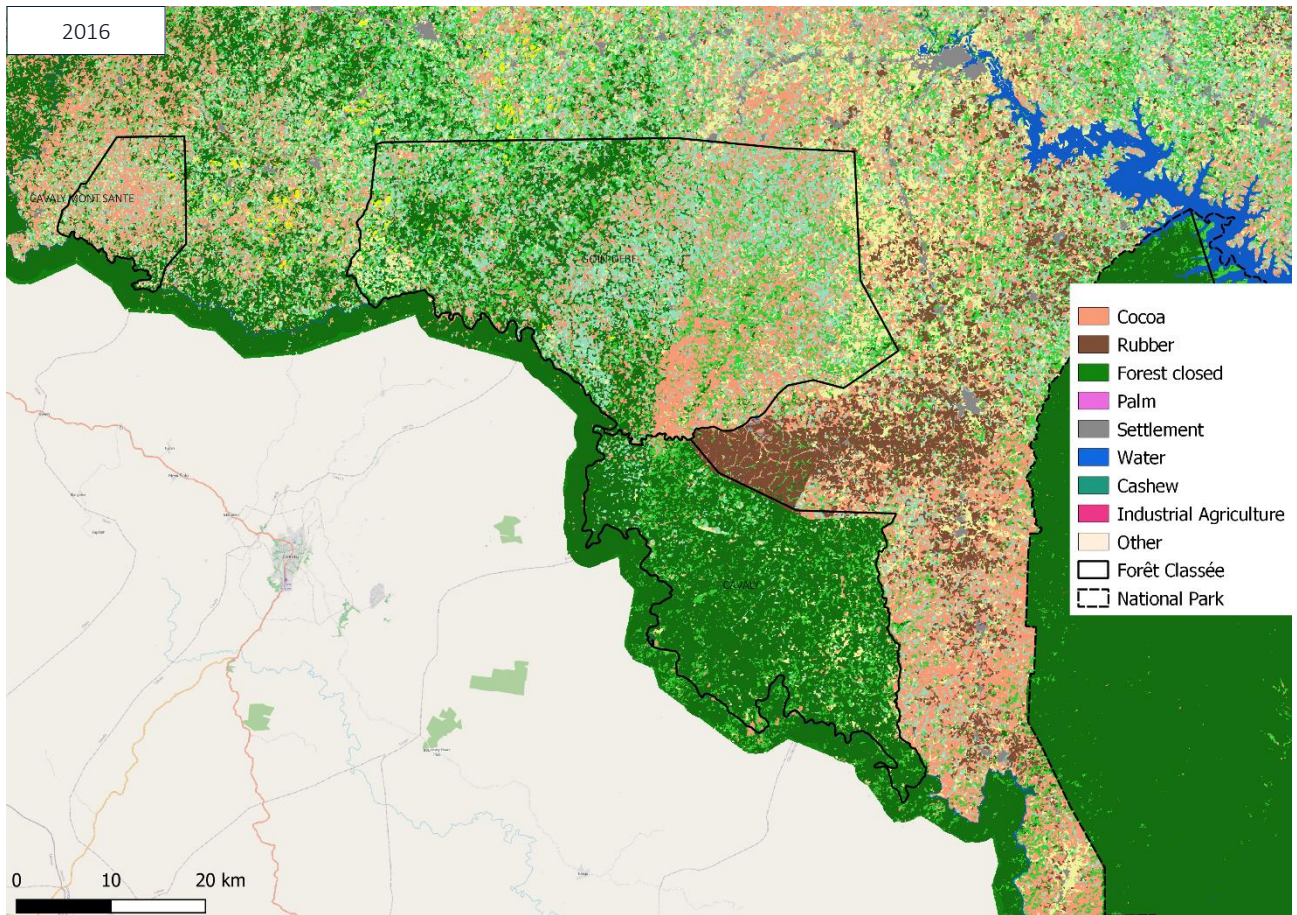 2016
CAVALY MONT SANTE
GOIN DEBE
Cocoa
Rubber
Forest closed
Palm
Settlement
Water
Cashew
Industrial Agriculture
Other
Forêt Classée
National Park
CAVALY
0 10 20 km